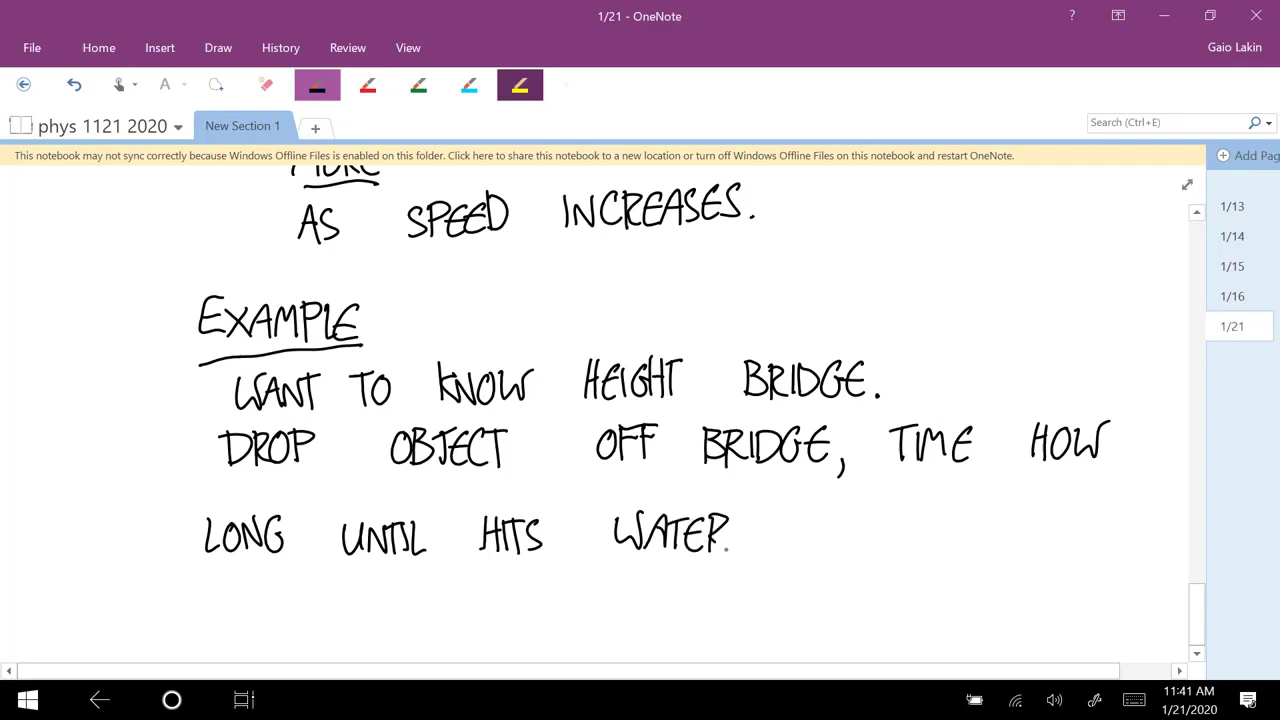 1/21 - OneNote
?
File Home Insert Draw History Review View Gaio Lakin
A
phys 1121 2020 New Section 1 + Search (Ctrl+E)
This notebook may not sync correctly because Windows Offline Files is enabled on this folder. Click here to share this notebook to a new location or turn off Windows Offline Files on this notebook and restart OneNote.
Add Pag
1/13
1/14
1/15
1/16
1/21
MORE
AS SPEED INCREASES.
EXAMPLE
WANT TO KNOW HEIGHT BRIDGE.
DROP OBJECT OFF BRIDGE, TIME HOW
LONG UNTIL HITS WATER
11:41 AM
1/21/2020